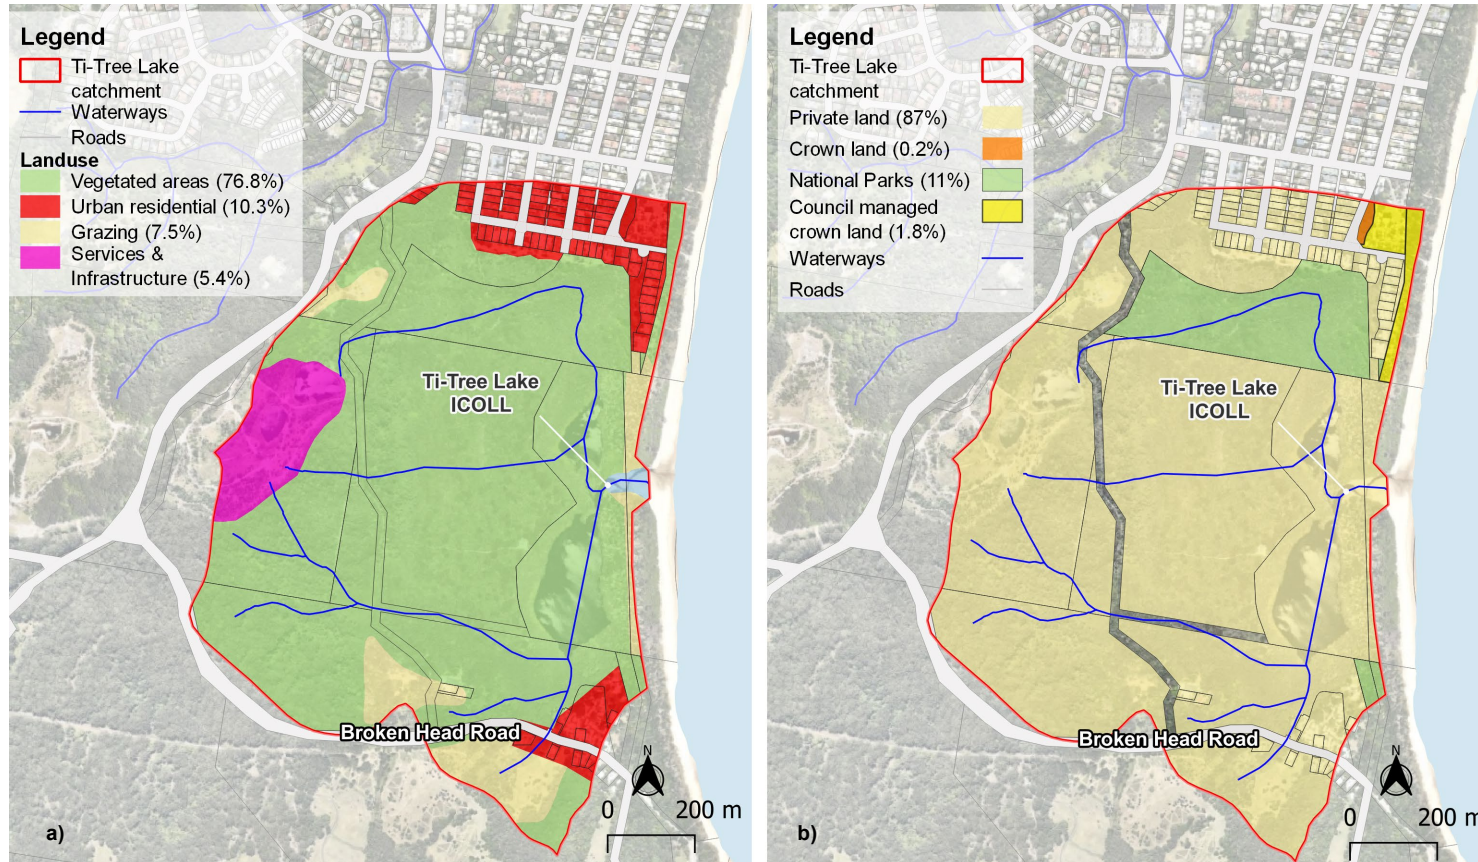 Legend
Ti-Tree Lake
catchment
Waterways
Roads
Landuse
Vegetated areas (76.8%)
Urban residential (10.3%)
Grazing (7.5%)
Services &
Infrastructure (5.4%)
Ti-Tree Lake
ICOLL
Broken Head Road
N
0 200 m
a)
Legend
Ti-Tree Lake
catchment
Private land (87%)
Crown land (0.2%)
National Parks (11%)
Council managed
crown land (1.8%)
Waterways
Roads
Ti-Tree Lake
ICOLL
Broken Head Road
N
0 200 m
b)